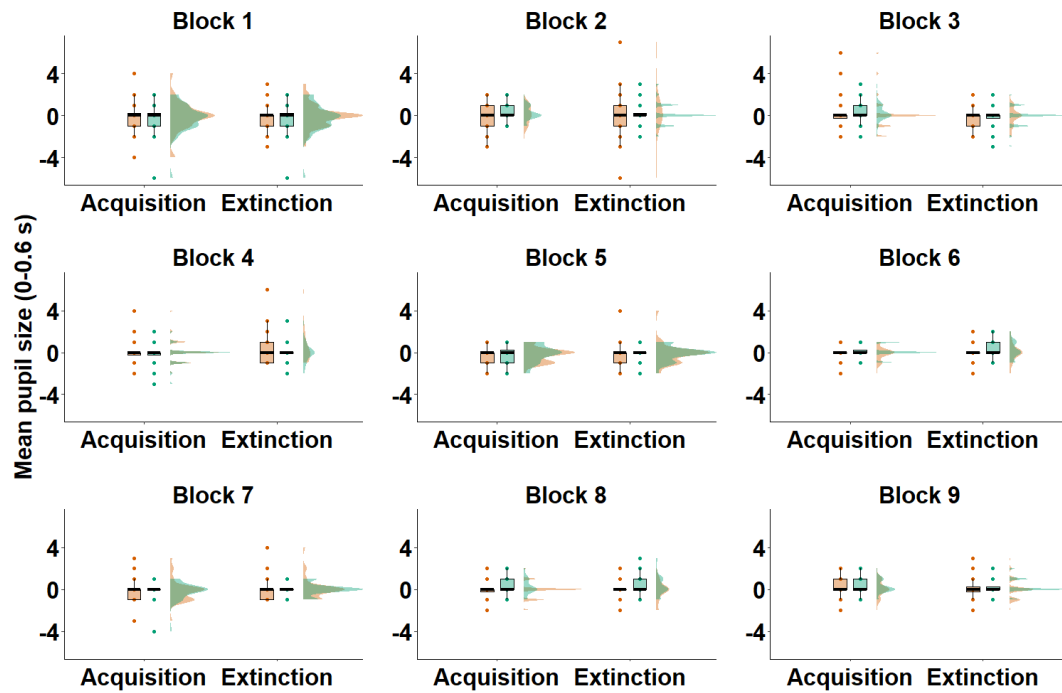 Block 1
Block 2
Block 3
4
0
-4
4
0
-4
4
0
-4
Acquisition Extinction
Acquisition Extinction
Acquisition Extinction
Mean pupil size (0-0.6 s)
Block 4
Block 5
Block 6
4
0
-4
4
0
-4
4
0
-4
Acquisition Extinction
Acquisition Extinction
Acquisition Extinction
Block 7
Block 8
Block 9
4
0
-4
4
0
-4
4
0
-4
Acquisition Extinction
Acquisition Extinction
Acquisition Extinction